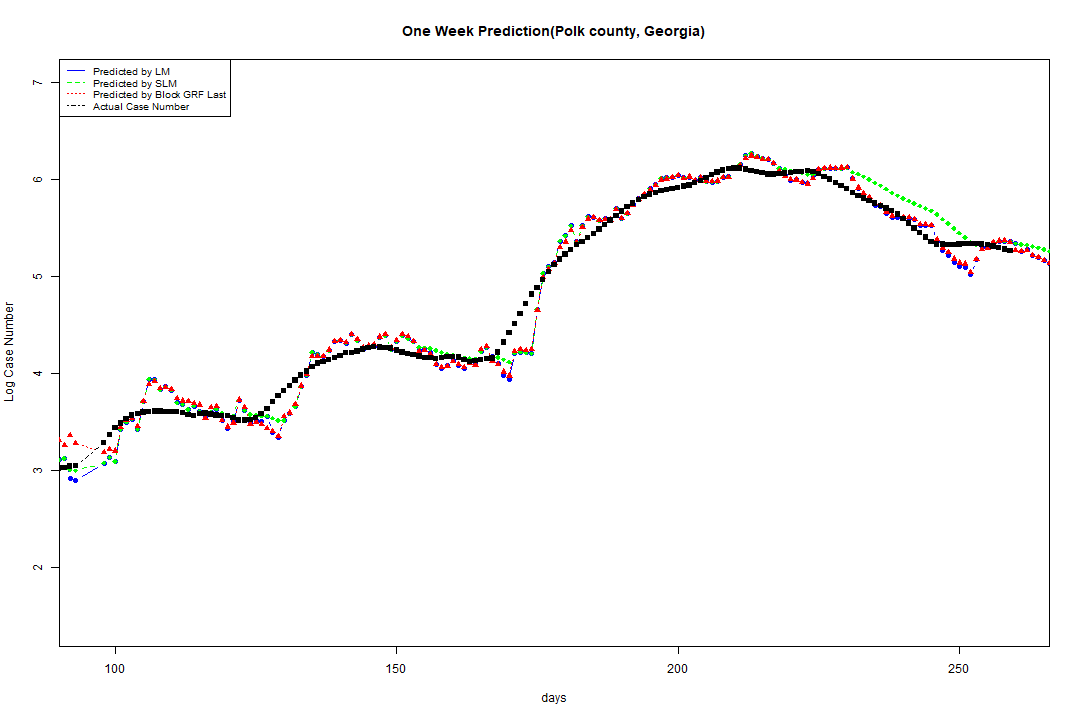 One Week Prediction(Polk county, Georgia)
Predicted by LM
Predicted by SLM
Predicted by Block GRF Last
Actual Case Number
7
6
5
4
3
2
Log Case Number
100
150
200
250
days